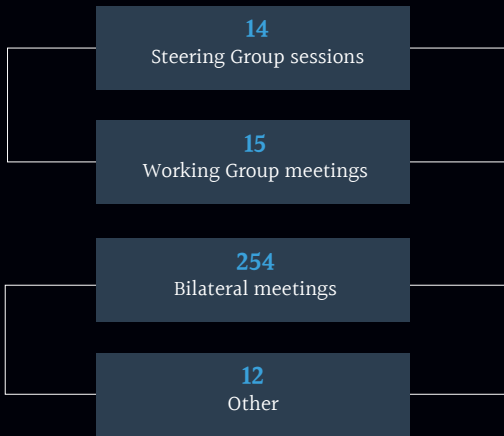 14
Steering Group sessions
15
Working Group meetings
254
Bilateral meetings
12
Other